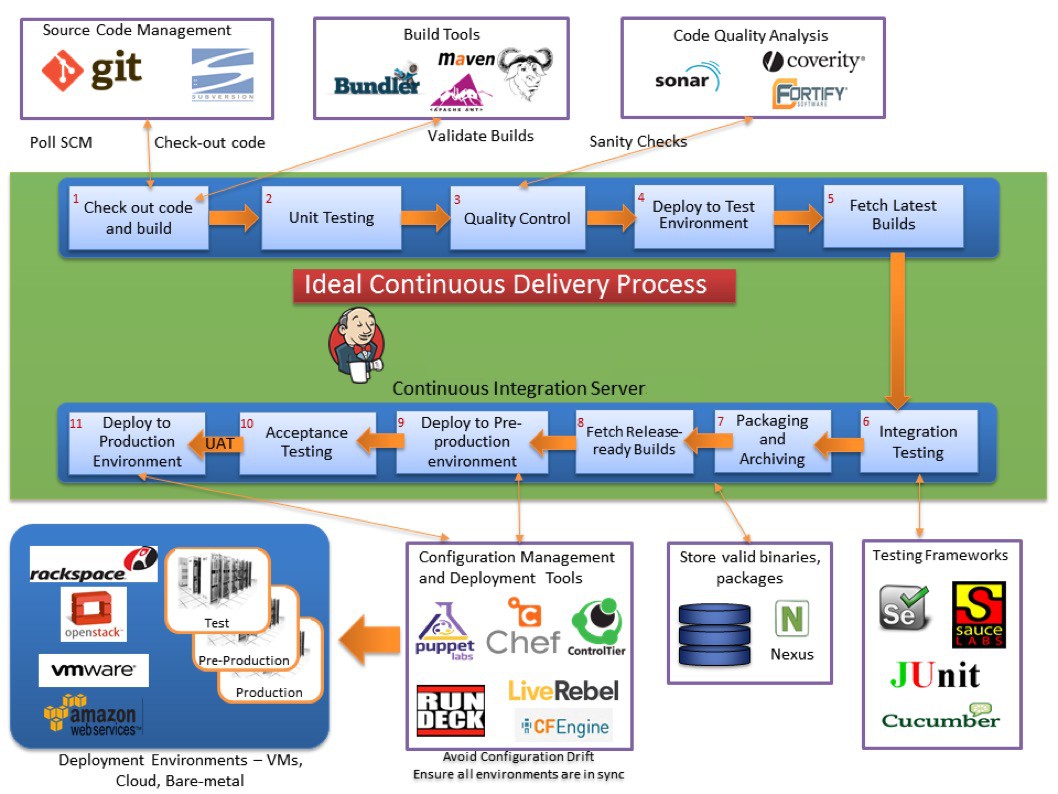 Source Code Management
git
SUBVERSION
Build Tools
Bundler
maven
APACHE ANT
Code Quality Analysis
sonar
coverity®
FORTIFY®
SOFTWARE
Poll SCM
Check-out code
Validate Builds
Sanity Checks
1
Check out code
and build
2
Unit Testing
3
Quality Control
4
Deploy to Test
Environment
5
Fetch Latest
Builds
Ideal Continuous Delivery Process
Continuous Integration Server
11
Deploy to
Production
Environment
UAT
10
Acceptance
Testing
9
Deploy to Pre-
production
environment
8
Fetch Release-
ready Builds
7
Packaging
and
Archiving
6
Integration
Testing
rackspace®
openstack™
vmware®
amazon
webservices™
Test
Pre-Production
Production
Deployment Environments – VMs,
Cloud, Bare-metal
Configuration Management
and Deployment Tools
puppet
labs
Chef
ControlTier
RUN
DECK
LiveRebel
CFEngine
Avoid Configuration Drift
Ensure all environments are in sync
Store valid binaries,
packages
N
Nexus
Testing Frameworks
Se
S
sauce
LABS
JUnit
Cucumber